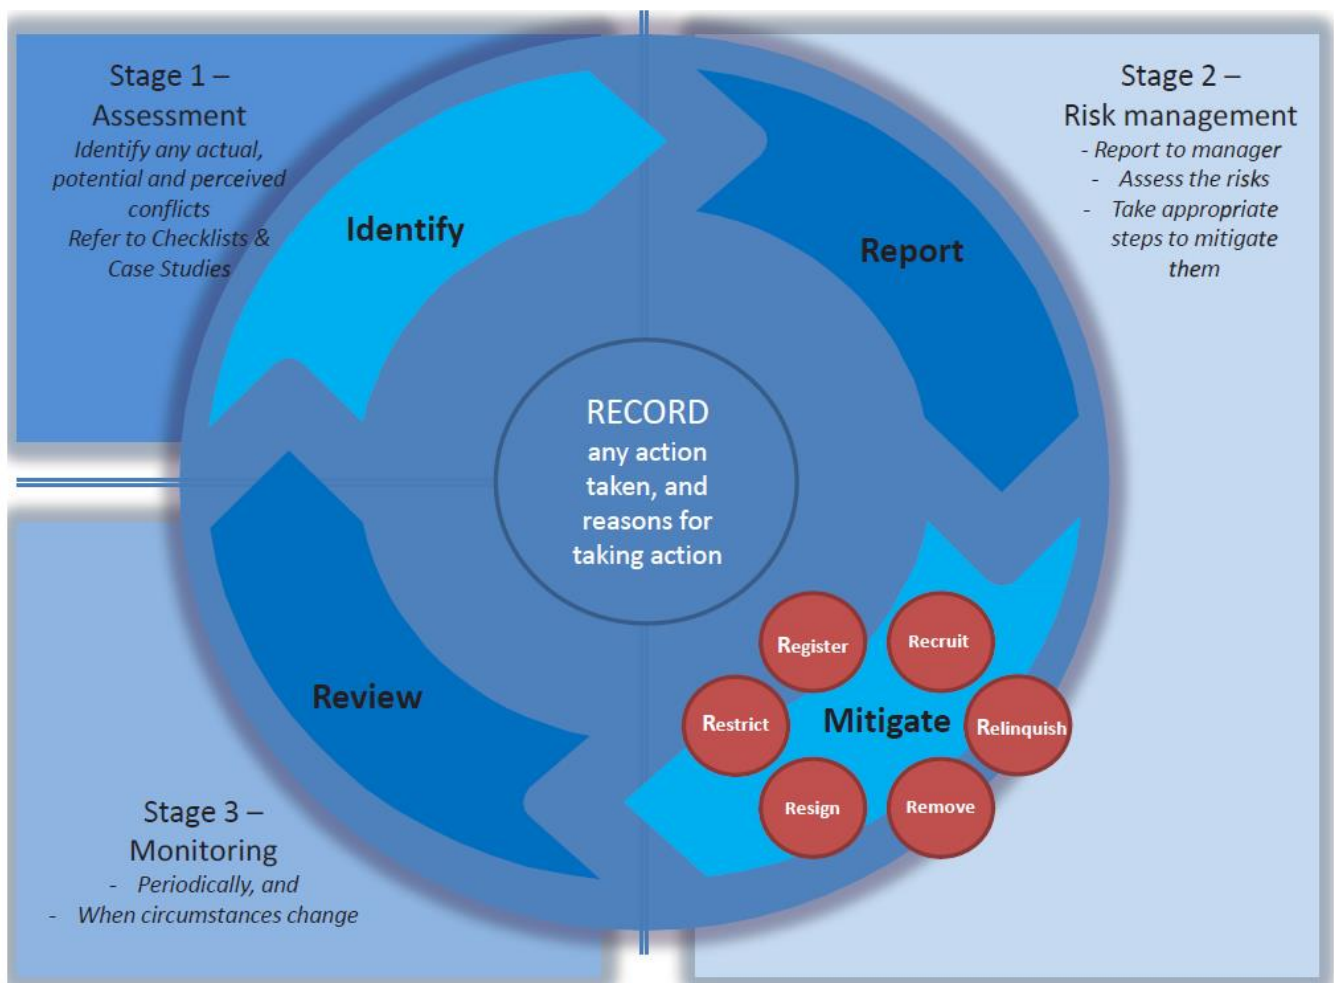 Stage 1 –
Assessment
Identify any actual,
potential and perceived
conflicts
Refer to Checklists &
Case Studies
Identify
Stage 2 –
Risk management
- Report to manager
- Assess the risks
- Take appropriate
steps to mitigate
them
Report
RECORD
any action
taken, and
reasons for
taking action
Register
Recruit
Restrict
Mitigate
Relinquish
Resign
Remove
Review
Stage 3 –
Monitoring
- Periodically, and
- When circumstances change